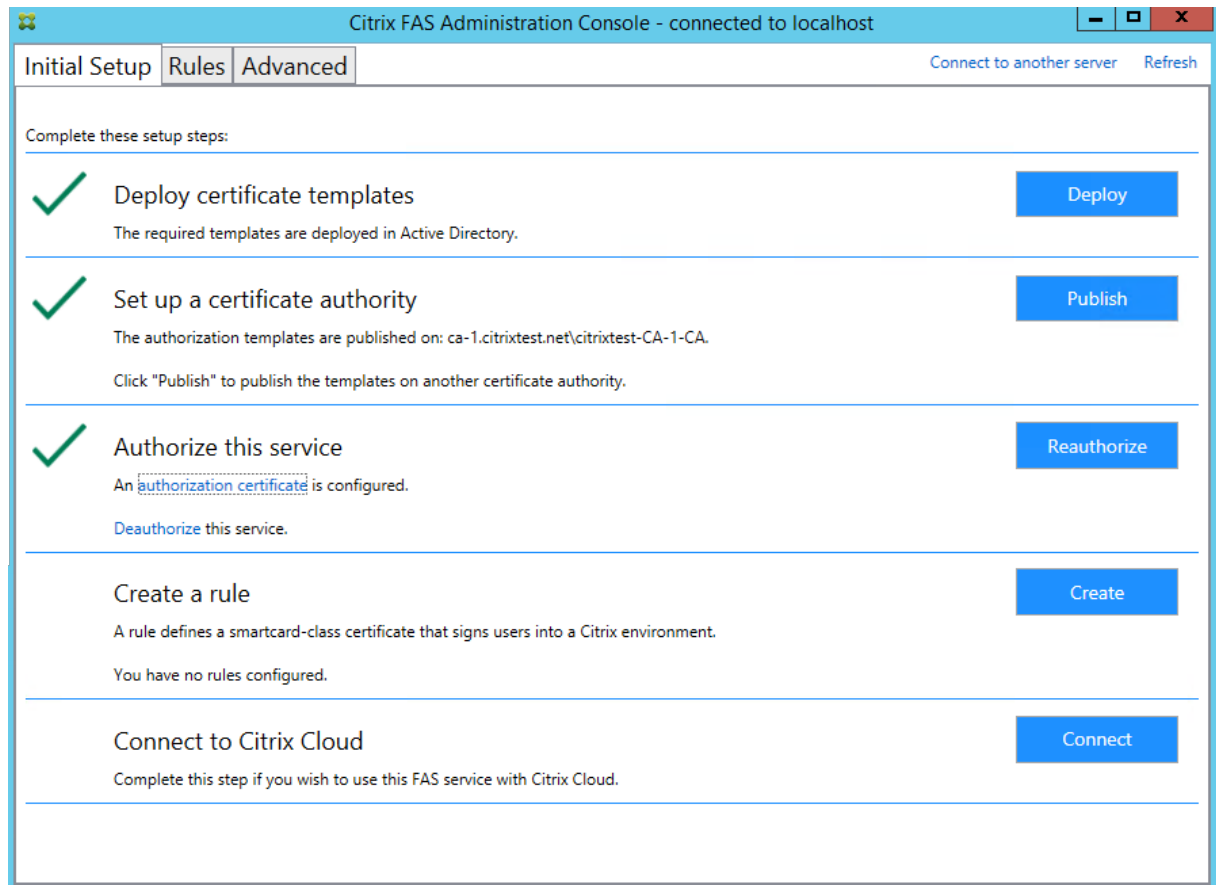 Citrix FAS Administration Console - connected to localhost
x
Initial Setup Rules Advanced Connect to another server Refresh
Complete these setup steps:
Deploy certificate templates Deploy
The required templates are deployed in Active Directory.
Set up a certificate authority Publish
The authorization templates are published on: ca-1.citrixtest.net\citrixtest-CA-1-CA.
Click "Publish" to publish the templates on another certificate authority.
Authorize this service Reauthorize
An authorization certificate is configured.
Deauthorize this service.
Create a rule Create
A rule defines a smartcard-class certificate that signs users into a Citrix environment.
You have no rules configured.
Connect to Citrix Cloud Connect
Complete this step if you wish to use this FAS service with Citrix Cloud.